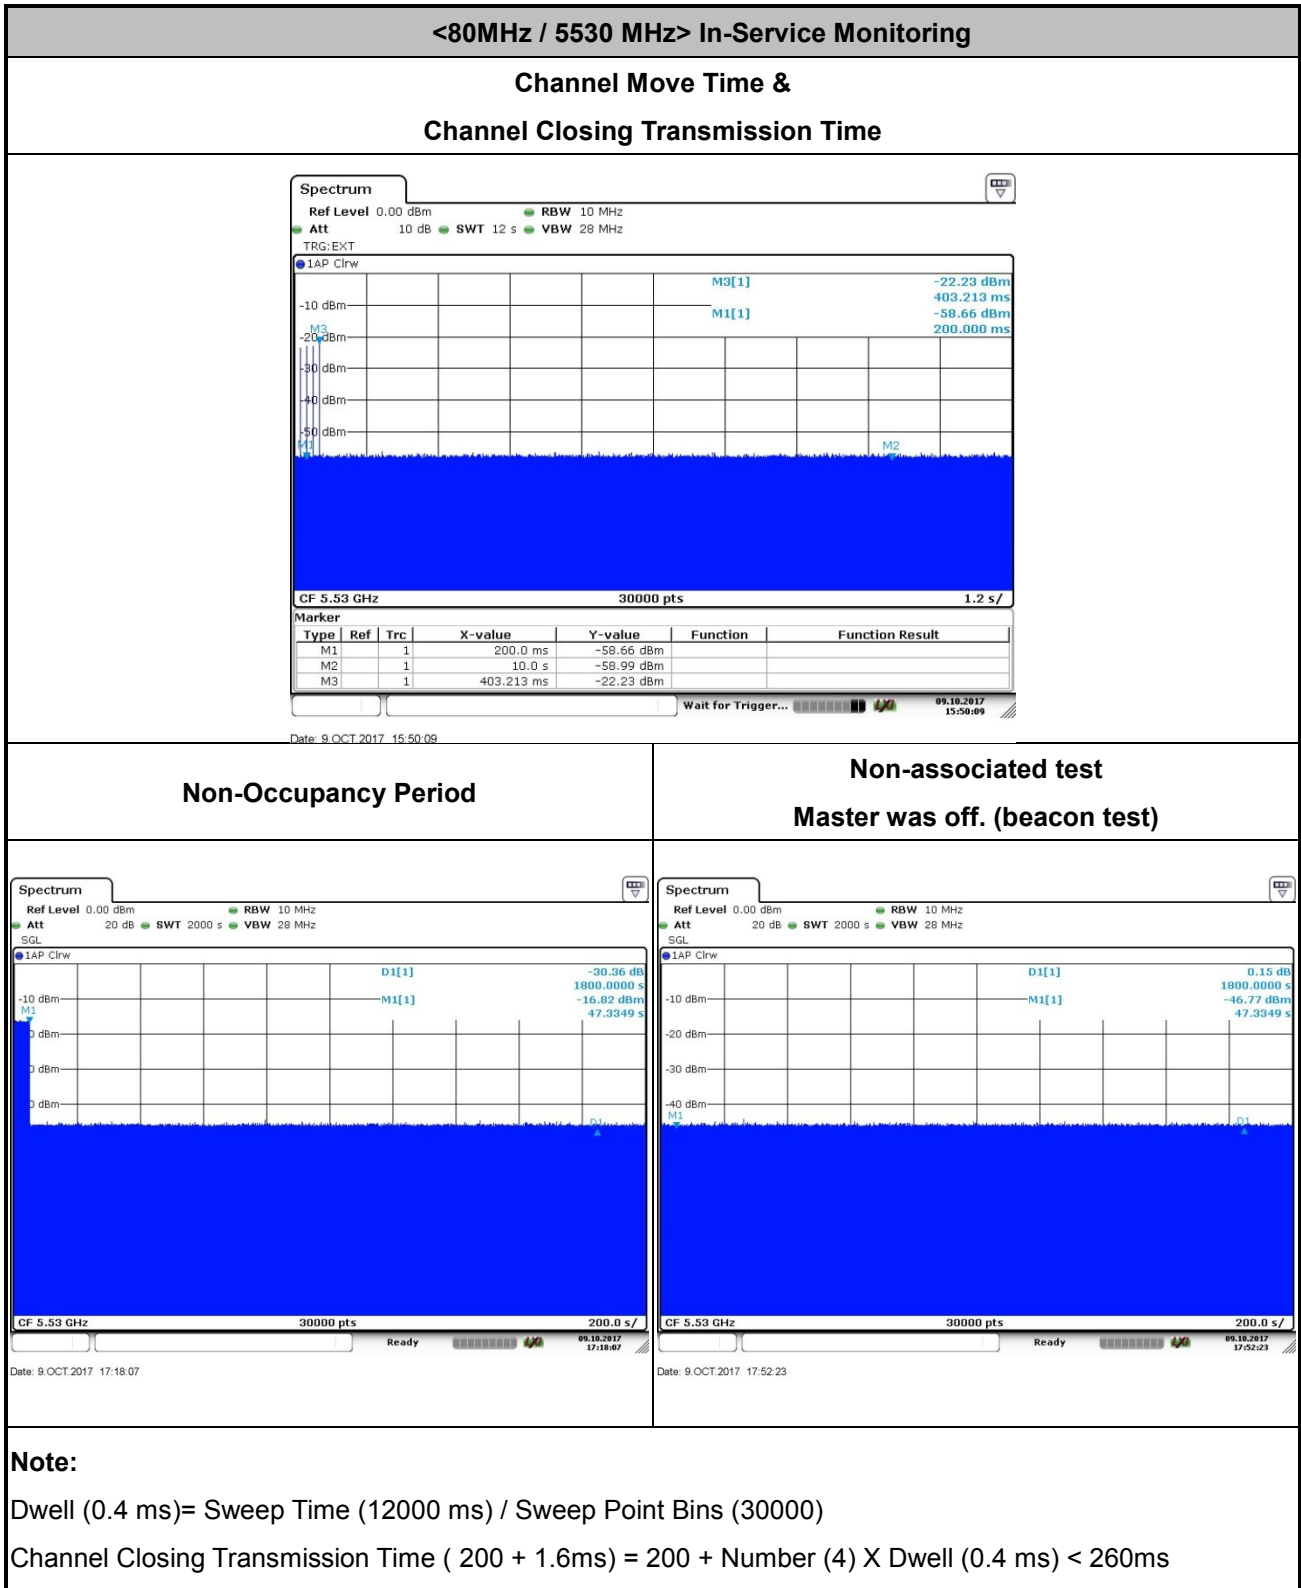 <80MHz / 5530 MHz> In-Service Monitoring
Channel Move Time &
Channel Closing Transmission Time
Spectrum
Ref Level 0.00 dBm RBW 10 MHz
Att 10 dB SWT 12 s VBW 28 MHz
TRG:EXT
1AP Clrw
M3[1] -22.23 dBm
403.213 ms
-10 dBm
M1[1] -58.66 dBm
200.000 ms
M3
-20 dBm
-30 dBm
-40 dBm
-50 dBm
M1 M2
CF 5.53 GHz 30000 pts 1.2 s/
Marker
Type Ref Trc X-value Y-value Function Function Result
M1 1 200.0 ms -58.66 dBm
M2 1 10.0 s -58.99 dBm
M3 1 403.213 ms -22.23 dBm
Wait for Trigger... LXI 09.10.2017
15:50:09
Date: 9.OCT.2017 15:50:09
Non-Occupancy Period
Non-associated test
Master was off. (beacon test)
Spectrum
Ref Level 0.00 dBm RBW 10 MHz
Att 20 dB SWT 2000 s VBW 28 MHz
SGL
1AP Clrw
D1[1] -30.36 dB
1800.0000 s
-10 dBm
M1[1] -16.82 dBm
47.3349 s
M1
0 dBm
0 dBm
0 dBm
D1
CF 5.53 GHz 30000 pts 200.0 s/
Ready LXI 09.10.2017
17:18:07
Date: 9.OCT.2017 17:18:07
Spectrum
Ref Level 0.00 dBm RBW 10 MHz
Att 20 dB SWT 2000 s VBW 28 MHz
SGL
1AP Clrw
D1[1] 0.15 dB
1800.0000 s
-10 dBm
M1[1] -46.77 dBm
47.3349 s
-20 dBm
-30 dBm
-40 dBm
M1 D1
CF 5.53 GHz 30000 pts 200.0 s/
Ready LXI 09.10.2017
17:52:23
Date: 9.OCT.2017 17:52:23
Note:
Dwell (0.4 ms)= Sweep Time (12000 ms) / Sweep Point Bins (30000)
Channel Closing Transmission Time ( 200 + 1.6ms) = 200 + Number (4) X Dwell (0.4 ms) < 260ms